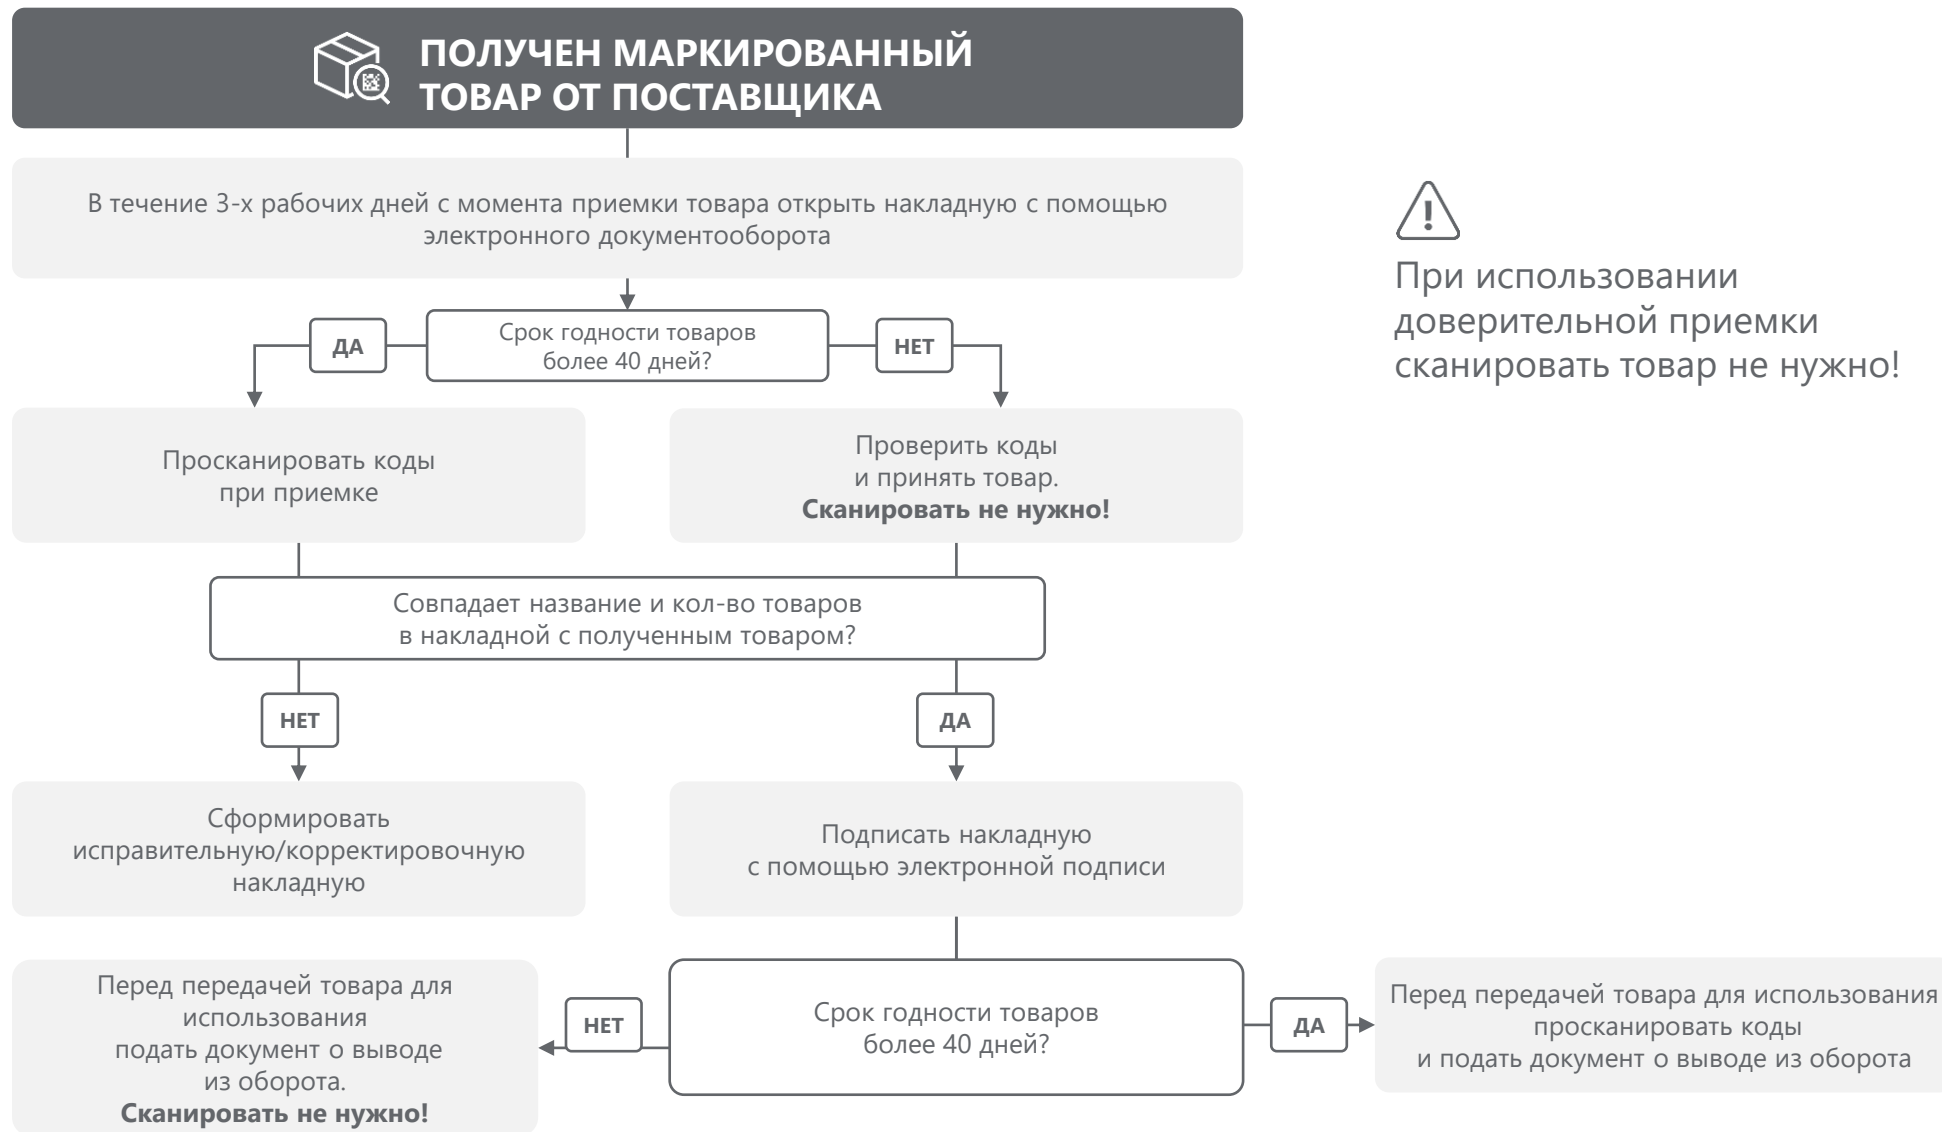 ПОЛУЧЕН МАРКИРОВАННЫЙ
ТОВАР ОТ ПОСТАВЩИКА
В течение 3-х рабочих дней с момента приемки товара открыть накладную с помощью
электронного документооборота
При использовании
доверительной приемки
сканировать товар не нужно!
ДА
Срок годности товаров
более 40 дней?
НЕТ
Просканировать коды
при приемке
Проверить коды
и принять товар.
Сканировать не нужно!
Совпадает название и кол-во товаров
в накладной с полученным товаром?
НЕТ
ДА
Сформировать
исправительную/корректировочную
накладную
Подписать накладную
с помощью электронной подписи
Перед передачей товара для
использования
подать документ о выводе
из оборота.
Сканировать не нужно!
НЕТ
Срок годности товаров
более 40 дней?
ДА
Перед передачей товара для использования
просканировать коды
и подать документ о выводе из оборота